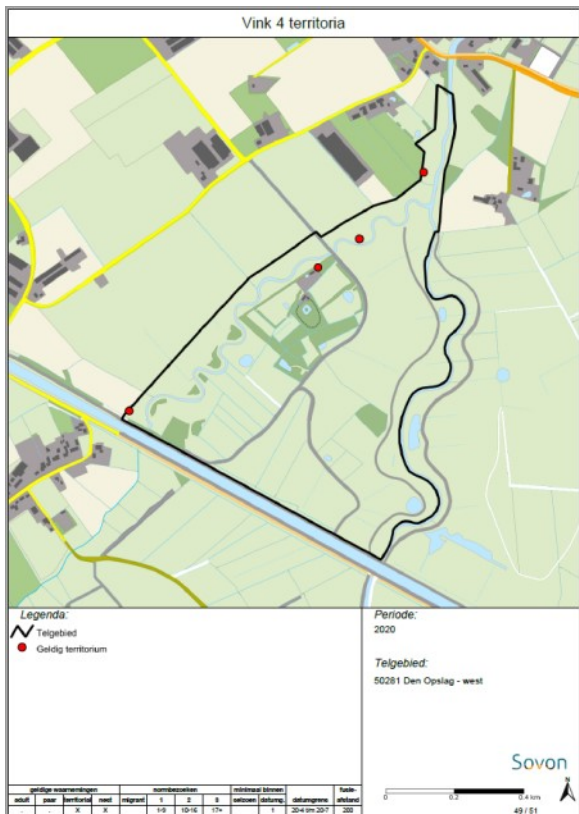 Vink 4 territoria
Legenda:
Telgebied
Geldig territorium
Periode:
2020
Telgebied:
50281 Den Opslag - west
Sovon
N
0 0.2 0.4 km
49 / 51
geldige waarnemingen normbezoeken minimaal binnen fusie-
adult paar territoriaal nest migrant 1 2 3 seizoen datumg. datumgrens afstand
. . X X 1-9 10-16 17+ 1 20-4 t/m 20-7 200